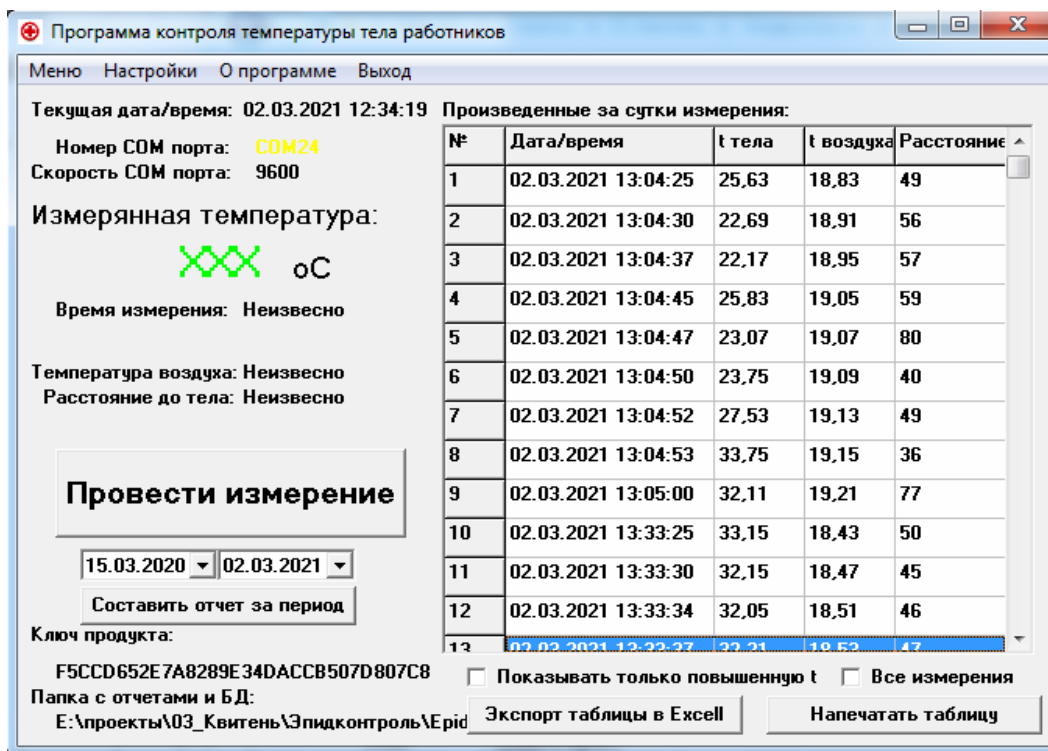 Программа контроля температуры тела работников
Меню Настройки О программе Выход
Текущая дата/время: 02.03.2021 12:34:19
Номер COM порта: COM24
Скорость COM порта: 9600
Измерянная температура:
XXX oC
Время измерения: Неизвесно
Температура воздуха: Неизвесно
Расстояние до тела: Неизвесно
Провести измерение
15.03.2020 02.03.2021
Составить отчет за период
Ключ продукта:
F5CCD652E7A8289E34DACCB507D807C8
Папка с отчетами и БД:
E:\проекты\03_Квитень\Эпидконтроль\Epid
Произведенные за сутки измерения:
№ Дата/время t тела t воздуха Расстояние
1 02.03.2021 13:04:25 25,63 18,83 49
2 02.03.2021 13:04:30 22,69 18,91 56
3 02.03.2021 13:04:37 22,17 18,95 57
4 02.03.2021 13:04:45 25,83 19,05 59
5 02.03.2021 13:04:47 23,07 19,07 80
6 02.03.2021 13:04:50 23,75 19,09 40
7 02.03.2021 13:04:52 27,53 19,13 49
8 02.03.2021 13:04:53 33,75 19,15 36
9 02.03.2021 13:05:00 32,11 19,21 77
10 02.03.2021 13:33:25 33,15 18,43 50
11 02.03.2021 13:33:30 32,15 18,47 45
12 02.03.2021 13:33:34 32,05 18,51 46
13 02.03.2021 13:33:37 47
Показывать только повышенную t Все измерения
Экспорт таблицы в Excell Напечатать таблицу